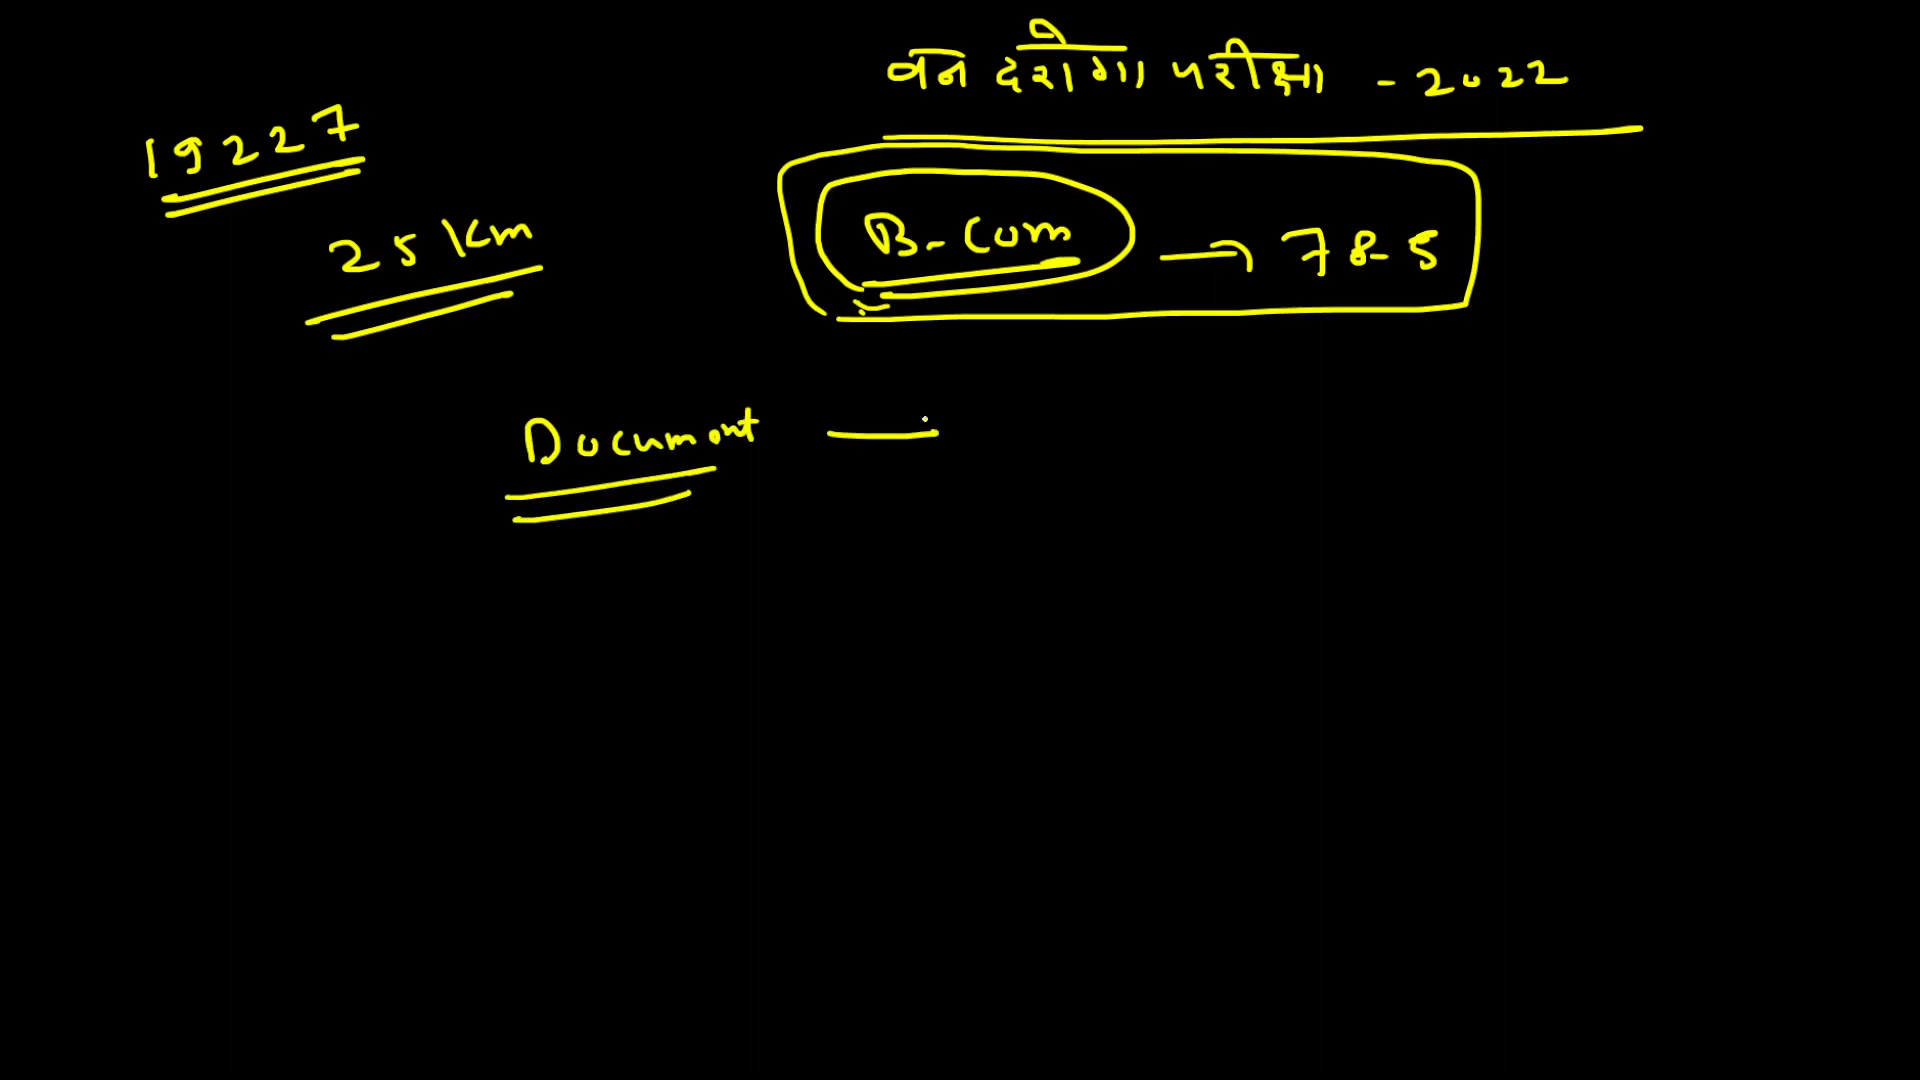 वन दरोगा परीक्षा - 2022
19227
25 Km
B-Com → 785
Document —